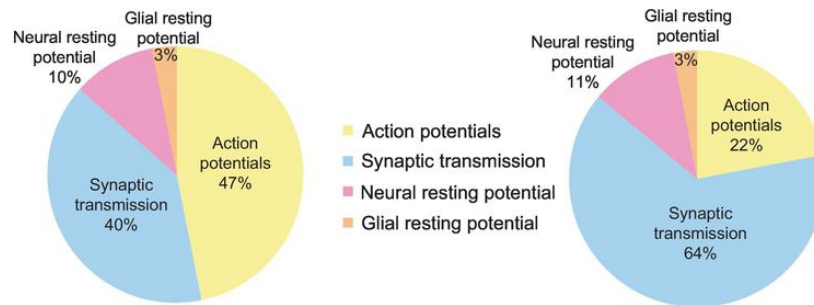 Glial resting
potential
3%
Neural resting
potential
10%
Action
potentials
47%
Synaptic
transmission
40%
Action potentials
Synaptic transmission
Neural resting potential
Glial resting potential
Glial resting
potential
3%
Neural resting
potential
11%
Action
potentials
22%
Synaptic
transmission
64%